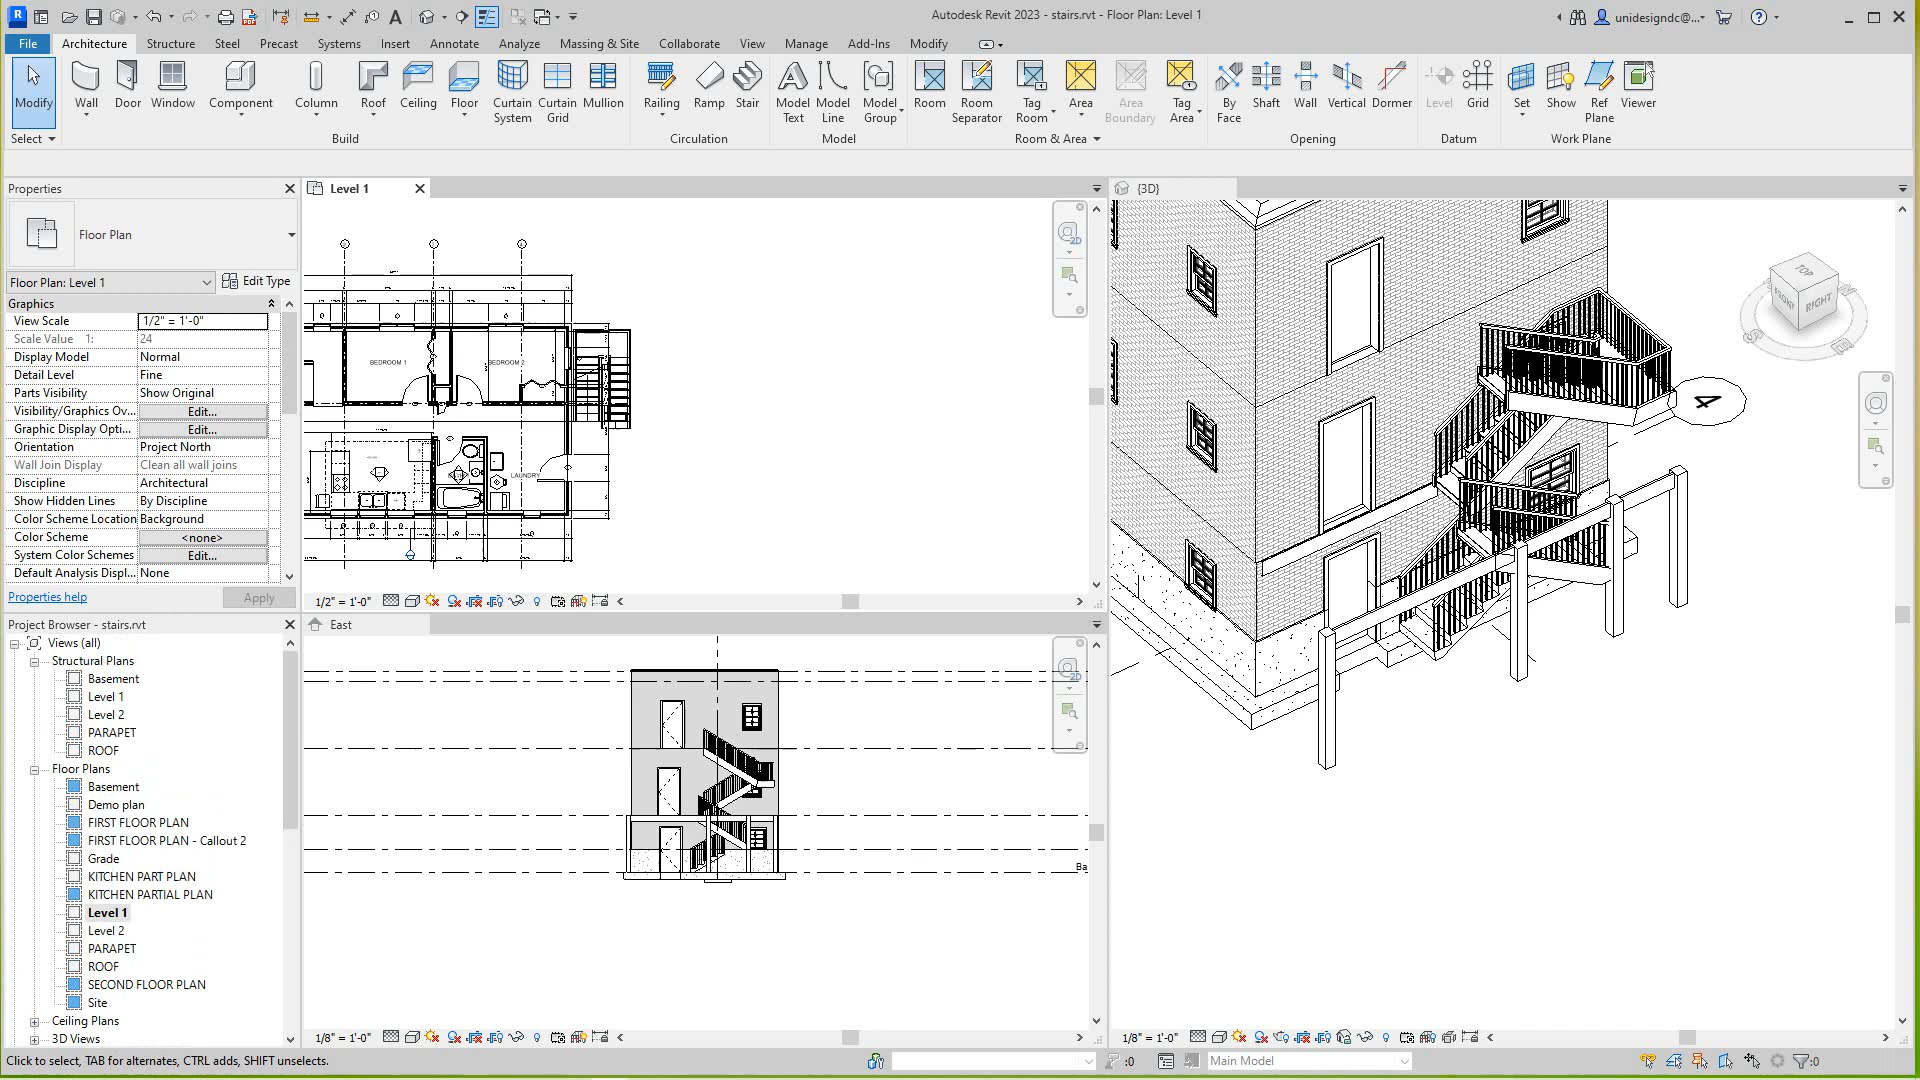 Autodesk Revit 2023 - stairs.rvt - Floor Plan: Level 1
unidesigndc@...
File Architecture Structure Steel Precast Systems Insert Annotate Analyze Massing & Site Collaborate View Manage Add-Ins Modify
Modify Wall Door Window Component Column Roof Ceiling Floor Curtain System Curtain Grid Mullion Railing Ramp Stair Model Text Model Line Model Group Room Room Separator Tag Room Area Area Boundary Tag Area By Face Shaft Wall Vertical Dormer Level Grid Set Show Ref Plane Viewer
Select Build Circulation Model Room & Area Opening Datum Work Plane
Properties
Floor Plan
Floor Plan: Level 1 Edit Type
Graphics
View Scale 1/2" = 1'-0"
Scale Value 1: 24
Display Model Normal
Detail Level Fine
Parts Visibility Show Original
Visibility/Graphics Ov... Edit...
Graphic Display Opti... Edit...
Orientation Project North
Wall Join Display Clean all wall joins
Discipline Architectural
Show Hidden Lines By Discipline
Color Scheme Location Background
Color Scheme <none>
System Color Schemes Edit...
Default Analysis Displ... None
Properties help Apply
Project Browser - stairs.rvt
Views (all)
Structural Plans
Basement
Level 1
Level 2
PARAPET
ROOF
Floor Plans
Basement
Demo plan
FIRST FLOOR PLAN
FIRST FLOOR PLAN - Callout 2
Grade
KITCHEN PART PLAN
KITCHEN PARTIAL PLAN
Level 1
Level 2
PARAPET
ROOF
SECOND FLOOR PLAN
Site
Ceiling Plans
3D Views
Level 1
2D
BEDROOM 1
BEDROOM 2
LAUNDRY
1/2" = 1'-0"
East
2D
Ba
1/8" = 1'-0"
{3D}
TOP
FRONT
RIGHT
S
E
4
1/8" = 1'-0"
Click to select, TAB for alternates, CTRL adds, SHIFT unselects.
:0
Main Model
:0